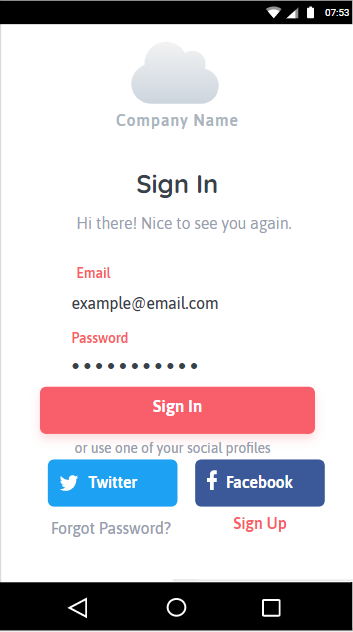 07:53
Company Name
Sign In
Hi there! Nice to see you again.
Email
example@email.com
Password
Sign In
or use one of your social profiles
Twitter
Facebook
Forgot Password?
Sign Up